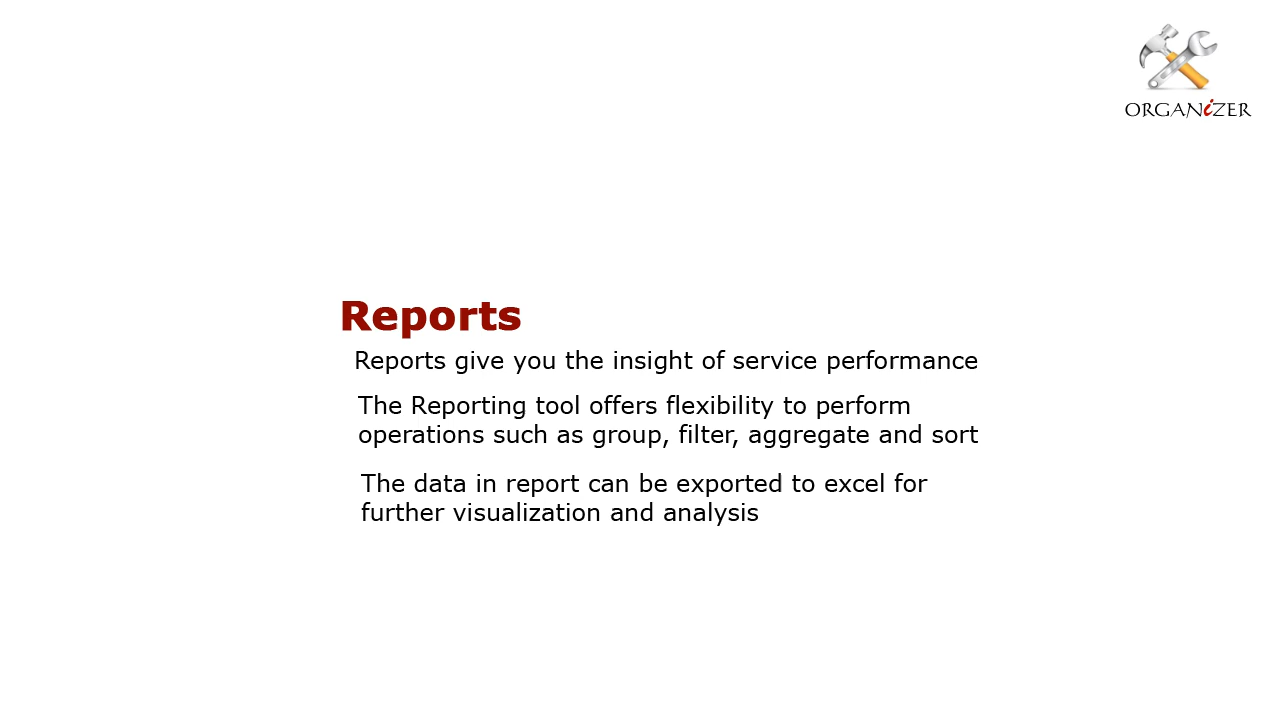 ORGANiZER
Reports
Reports give you the insight of service performance
The Reporting tool offers flexibility to perform
operations such as group, filter, aggregate and sort
The data in report can be exported to excel for
further visualization and analysis